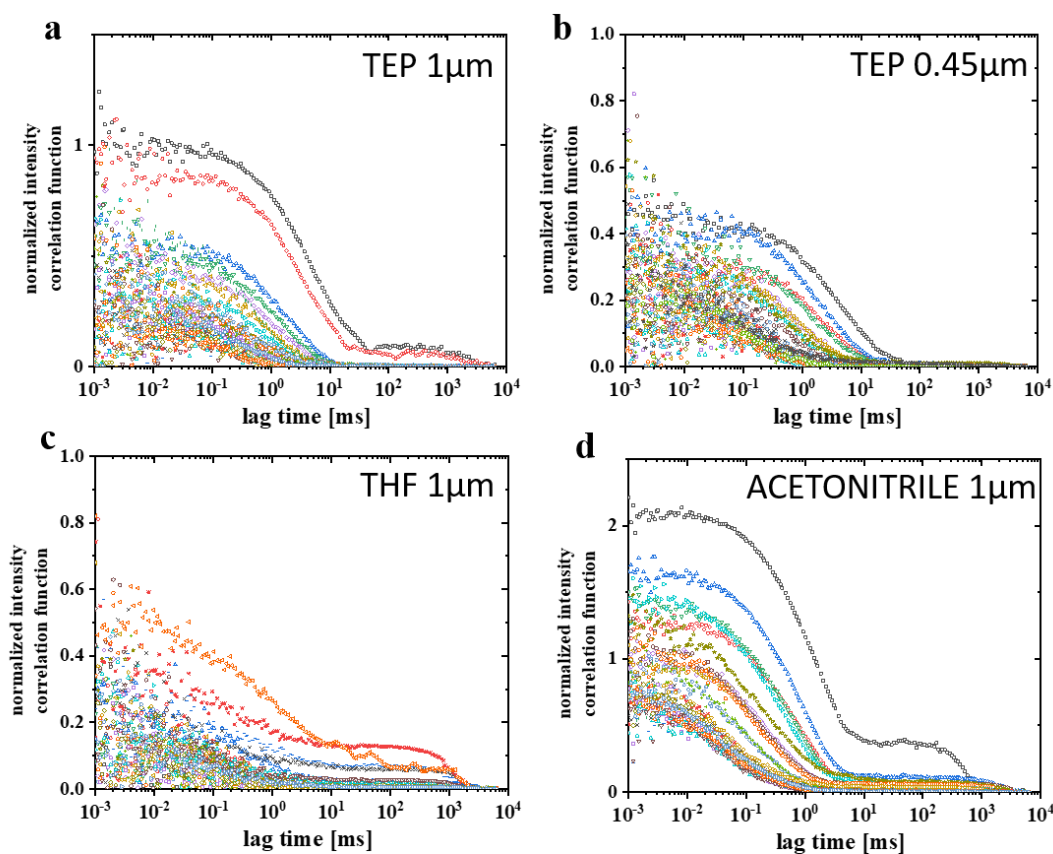 a
TEP 1µm
normalized intensity
correlation function
1
0
10-3 10-2 10-1 100 101 102 103 104
lag time [ms]
b
TEP 0.45µm
normalized intensity
correlation function
1.0
0.8
0.6
0.4
0.2
0.0
10-3 10-2 10-1 100 101 102 103 104
lag time [ms]
c
THF 1µm
normalized intensity
correlation function
1.0
0.8
0.6
0.4
0.2
0.0
10-3 10-2 10-1 100 101 102 103 104
lag time [ms]
d
ACETONITRILE 1µm
normalized intensity
correlation function
2
1
0
10-3 10-2 10-1 100 101 102 103 104
lag time [ms]